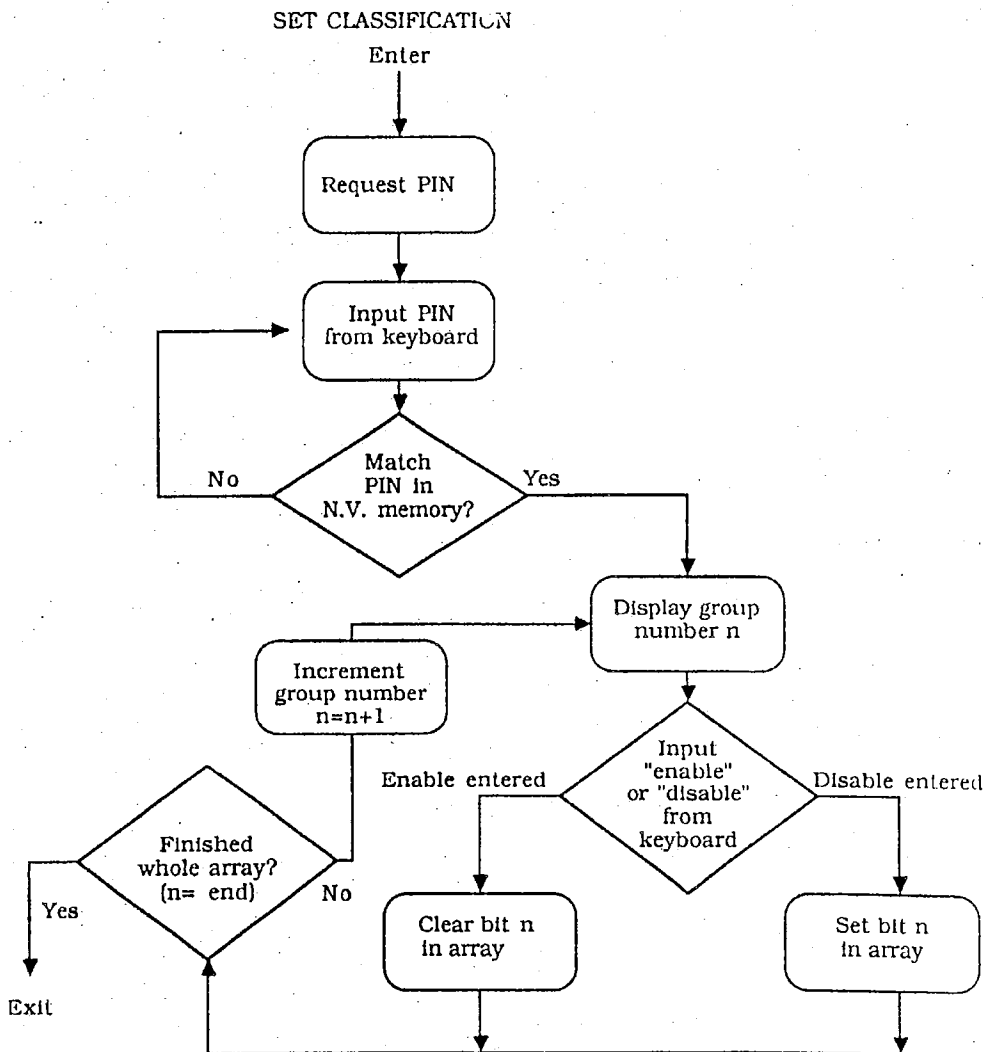 SET CLASSIFICATION
Enter
Request PIN
Input PIN
from keyboard
Match
PIN in
N.V. memory?
No
Yes
Display group
number n
Increment
group number
n=n+1
Input
"enable"
or "disable"
from
keyboard
Enable entered
Disable entered
Finished
whole array?
(n= end)
No
Yes
Clear bit n
in array
Set bit n
in array
Exit